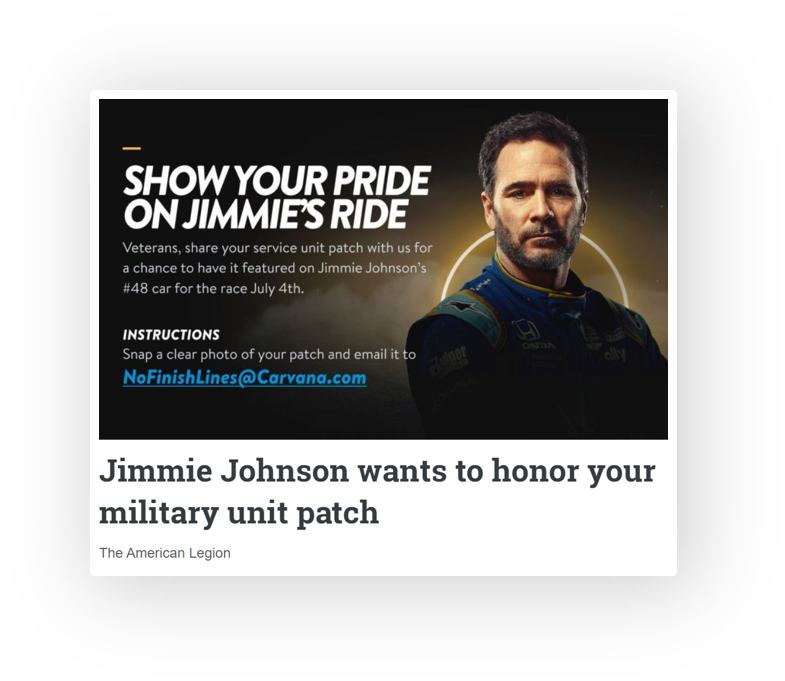 SHOW YOUR PRIDE
ON JIMMIE'S RIDE
Veterans, share your service unit patch with us for
a chance to have it featured on Jimmie Johnson's
#48 car for the race July 4th.
INSTRUCTIONS
Snap a clear photo of your patch and email it to
NoFinishLines@Carvana.com
HONDA
ally
Jimmie Johnson wants to honor your
military unit patch
The American Legion